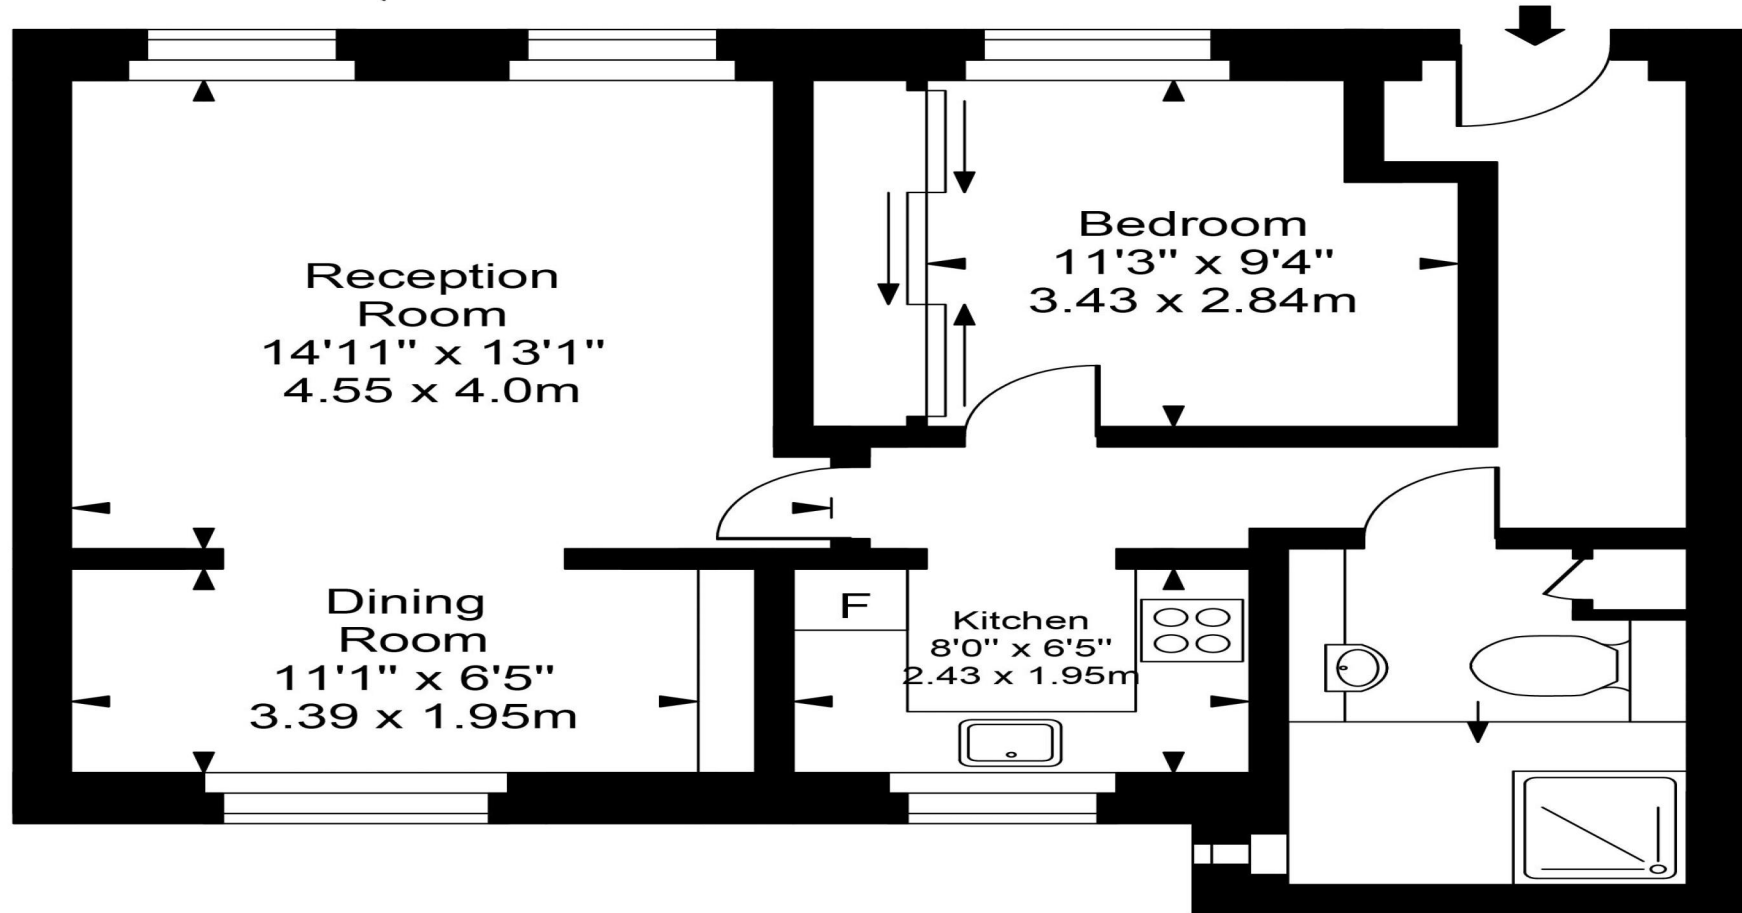 Reception
Room
14'11" x 13'1"
4.55 x 4.0m
Bedroom
11'3" x 9'4"
3.43 x 2.84m
Dining
Room
11'1" x 6'5"
3.39 x 1.95m
F
Kitchen
8'0" x 6'5"
2.43 x 1.95m